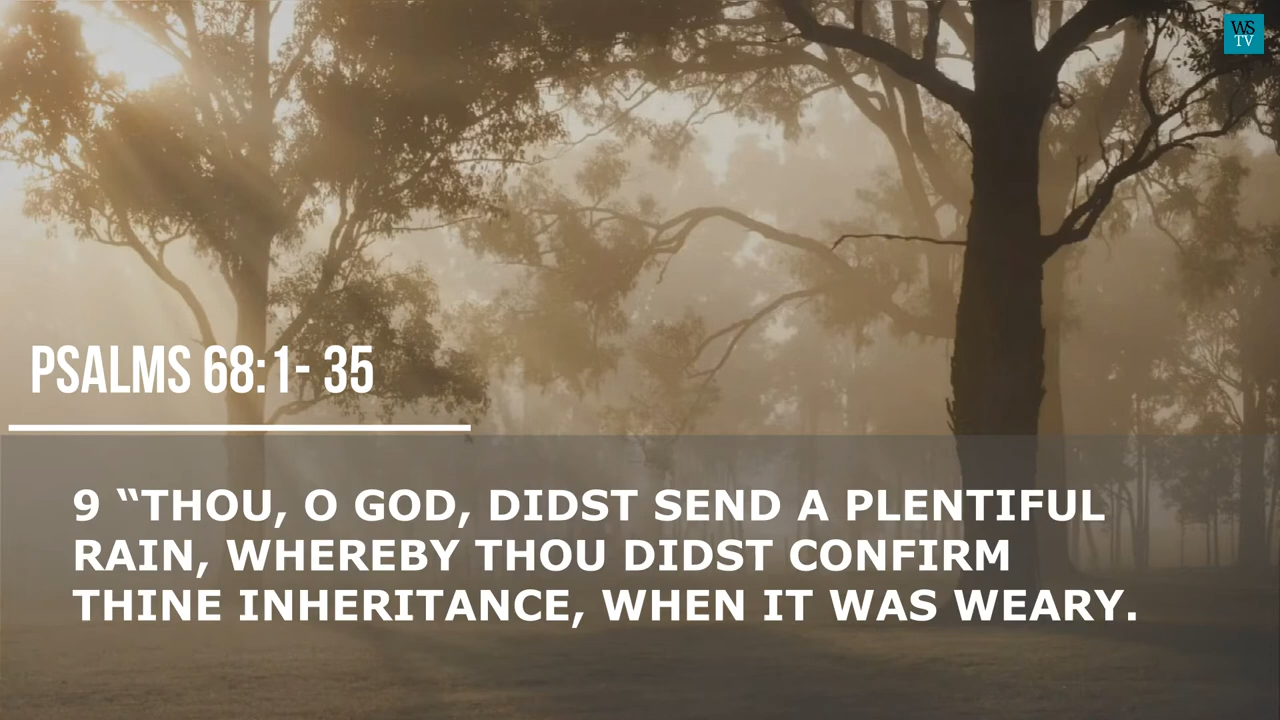 WS
TV
PSALMS 68:1- 35
9 “THOU, O GOD, DIDST SEND A PLENTIFUL
RAIN, WHEREBY THOU DIDST CONFIRM
THINE INHERITANCE, WHEN IT WAS WEARY.